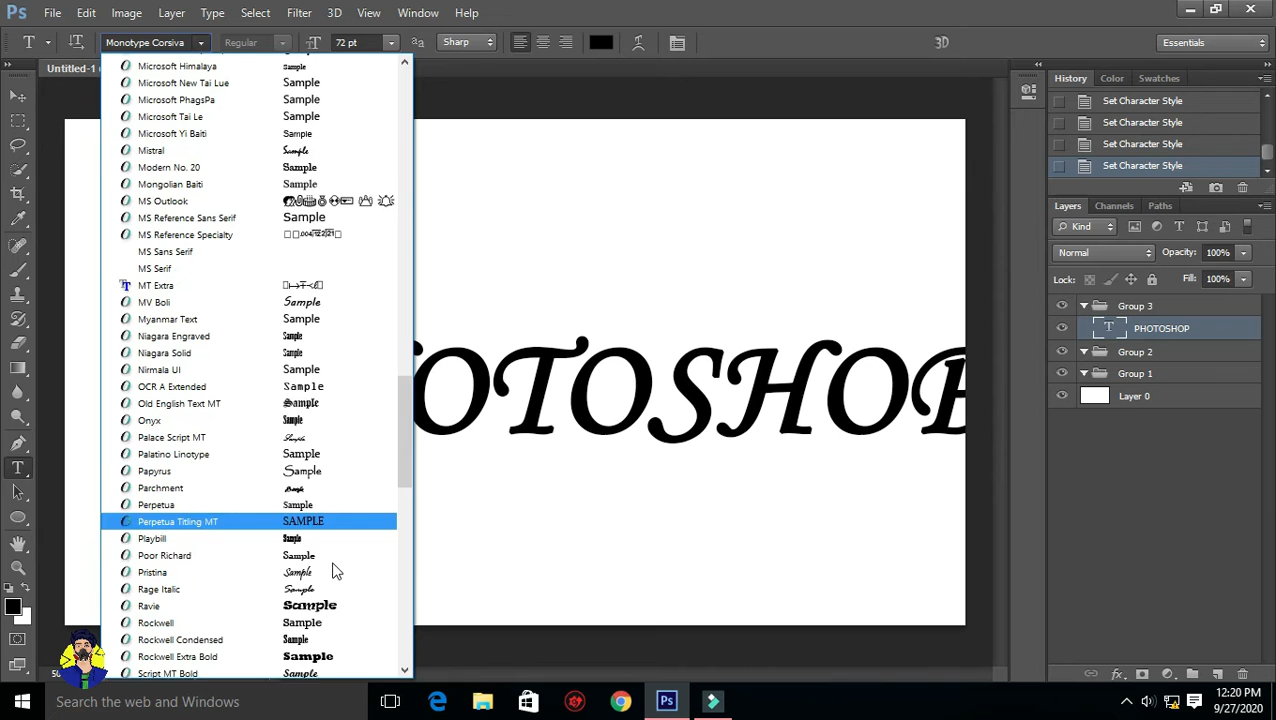 Ps File Edit Image Layer Type Select Filter 3D View Window Help
T Monotype Corsiva Regular 72 pt aa Sharp 3D Essentials
Untitled-1
Microsoft Himalaya Sample
Microsoft New Tai Lue Sample
Microsoft PhagsPa Sample
Microsoft Tai Le Sample
Microsoft Yi Baiti Sample
Mistral Sample
Modern No. 20 Sample
Mongolian Baiti Sample
MS Outlook
MS Reference Sans Serif Sample
MS Reference Specialty
MS Sans Serif
MS Serif
MT Extra
MV Boli Sample
Myanmar Text Sample
Niagara Engraved Sample
Niagara Solid Sample
Nirmala UI Sample
OCR A Extended Sample
Old English Text MT Sample
Onyx Sample
Palace Script MT Sample
Palatino Linotype Sample
Papyrus Sample
Parchment Sample
Perpetua Sample
Perpetua Titling MT SAMPLE
Playbill Sample
Poor Richard Sample
Pristina Sample
Rage Italic Sample
Ravie Sample
Rockwell Sample
Rockwell Condensed Sample
Rockwell Extra Bold Sample
Script MT Bold Sample
OTOSHOP
History Color Swatches
Set Character Style
Set Character Style
Set Character Style
Set Character Style
Layers Channels Paths
Kind
Normal Opacity: 100%
Lock: Fill: 100%
Group 3
T PHOTOSHOP
Group 2
Group 1
Layer 0
Search the web and Windows
Ps
12:20 PM
9/27/2020